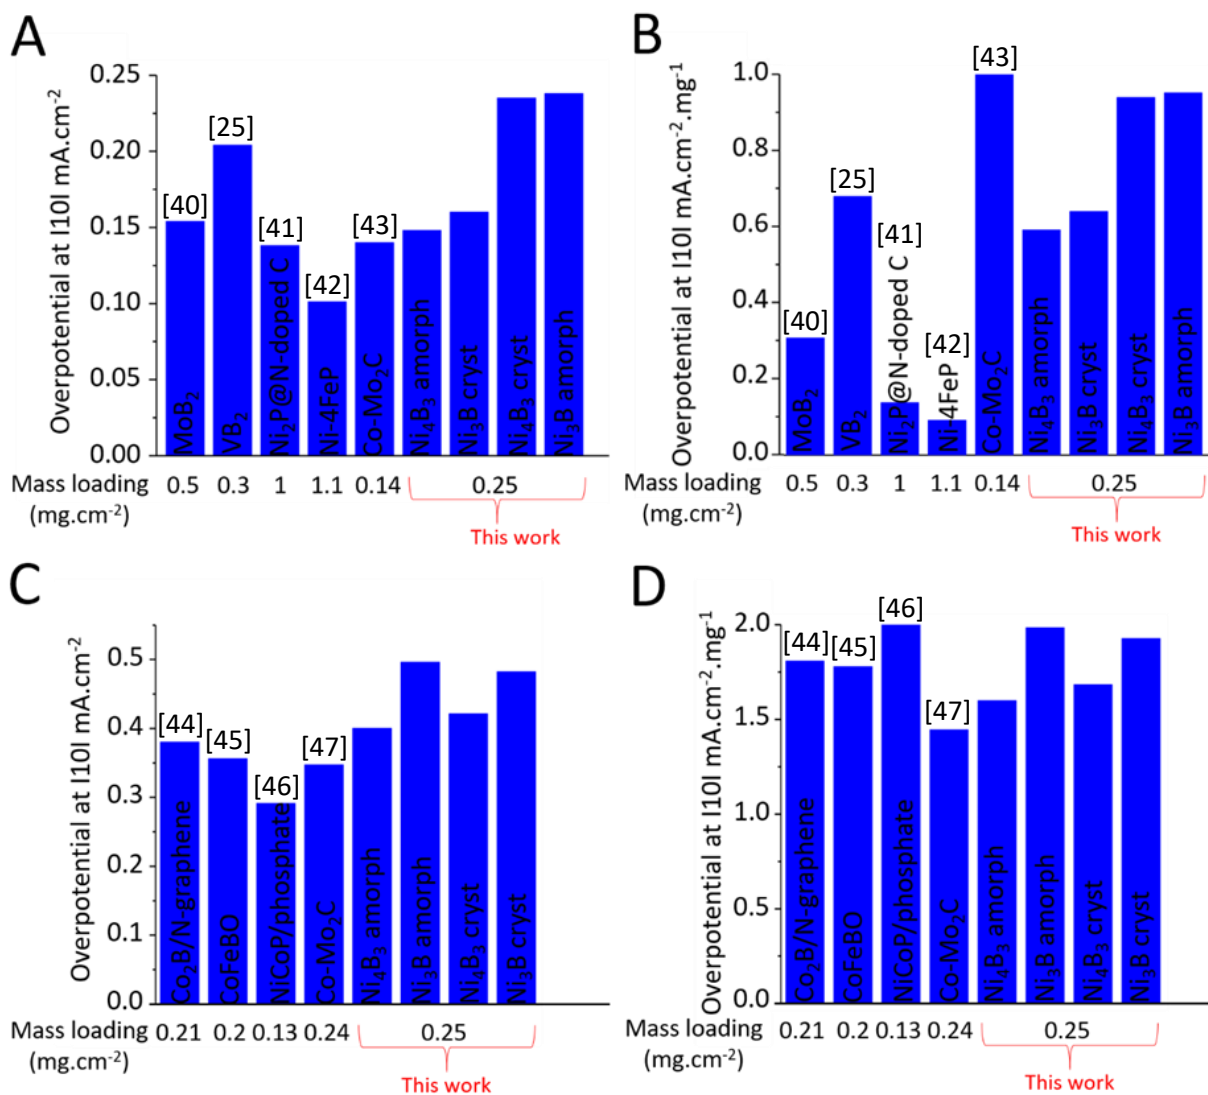 A
Overpotential at I10I mA.cm-2
0.25
0.20
0.15
0.10
0.05
0.00
[40]
[25]
[41]
[42]
[43]
MoB2
VB2
Ni2P@N-doped C
Ni-4FeP
Co-Mo2C
Ni4B3 amorph
Ni3B cryst
Ni4B3 cryst
Ni3B amorph
Mass loading 0.5 0.3 1 1.1 0.14 0.25
(mg.cm-2)
This work
B
Overpotential at I10I mA.cm-2.mg-1
1.0
0.8
0.6
0.4
0.2
0.0
[40]
[25]
[41]
[42]
[43]
MoB2
VB2
Ni2P@N-doped C
Ni-4FeP
Co-Mo2C
Ni4B3 amorph
Ni3B cryst
Ni4B3 cryst
Ni3B amorph
Mass loading 0.5 0.3 1 1.1 0.14 0.25
(mg.cm-2)
This work
C
Overpotential at I10I mA.cm-2
0.5
0.4
0.3
0.2
0.1
0.0
[44]
[45]
[46]
[47]
Co2B/N-graphene
CoFeBO
NiCoP/phosphate
Co-Mo2C
Ni4B3 amorph
Ni3B amorph
Ni4B3 cryst
Ni3B cryst
Mass loading 0.21 0.2 0.13 0.24 0.25
(mg.cm-2)
This work
D
Overpotential at I10I mA.cm-2.mg-1
2.0
1.5
1.0
0.5
0.0
[44]
[45]
[46]
[47]
Co2B/N-graphene
CoFeBO
NiCoP/phosphate
Co-Mo2C
Ni4B3 amorph
Ni3B amorph
Ni4B3 cryst
Ni3B cryst
Mass loading 0.21 0.2 0.13 0.24 0.25
(mg.cm-2)
This work